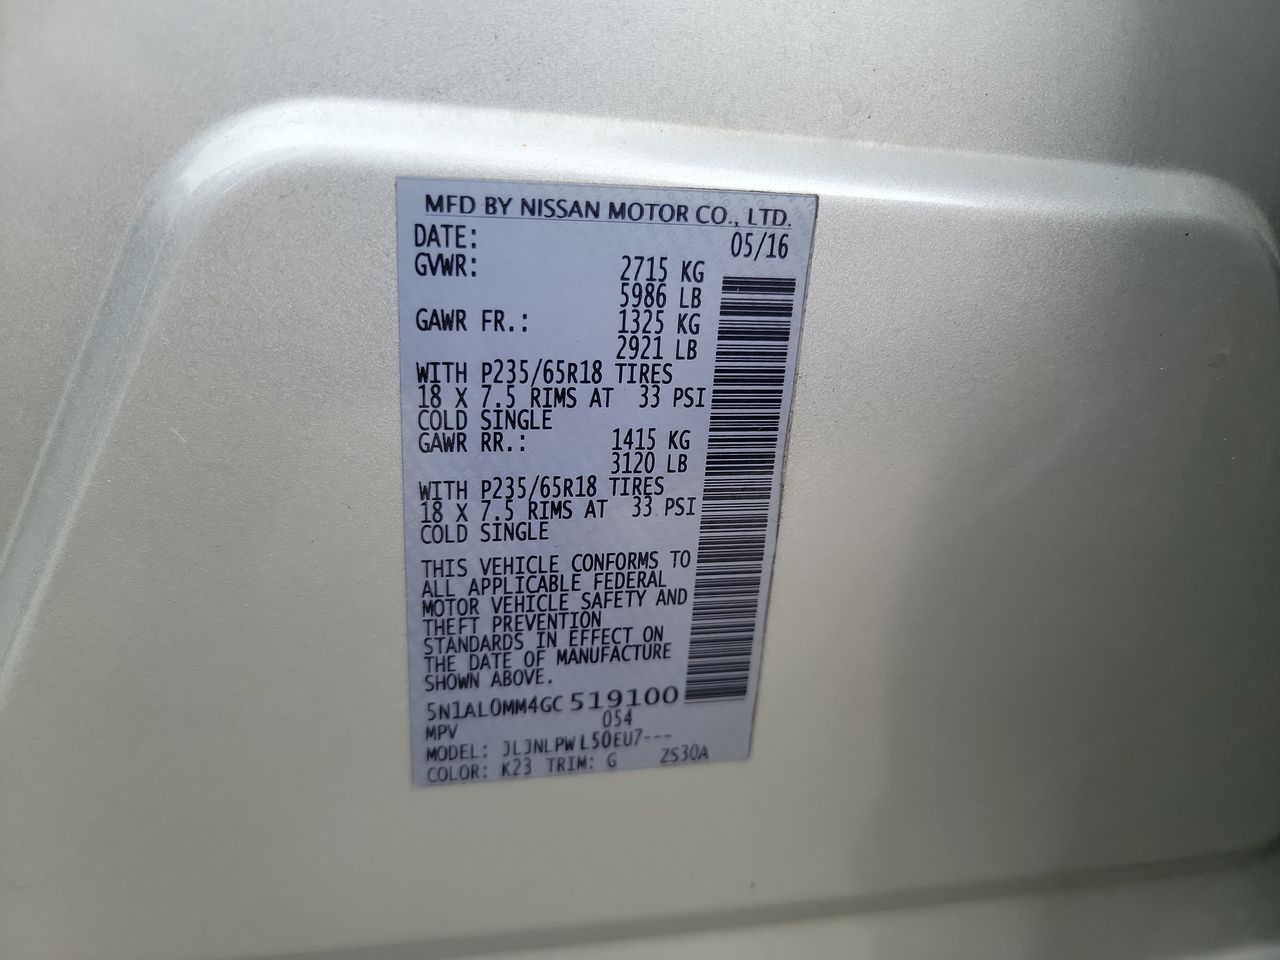 MFD BY NISSAN MOTOR CO., LTD.
DATE: 05/16
GVWR: 2715 KG
5986 LB
GAWR FR.: 1325 KG
2921 LB
WITH P235/65R18 TIRES
18 X 7.5 RIMS AT 33 PSI
COLD SINGLE
GAWR RR.: 1415 KG
3120 LB
WITH P235/65R18 TIRES
18 X 7.5 RIMS AT 33 PSI
COLD SINGLE
THIS VEHICLE CONFORMS TO
ALL APPLICABLE FEDERAL
MOTOR VEHICLE SAFETY AND
THEFT PREVENTION
STANDARDS IN EFFECT ON
THE DATE OF MANUFACTURE
SHOWN ABOVE.
5N1AL0MM4GC 519100
MPV 054
MODEL: JLJNLPWL50EU7---
COLOR: K23 TRIM: G ZS30A